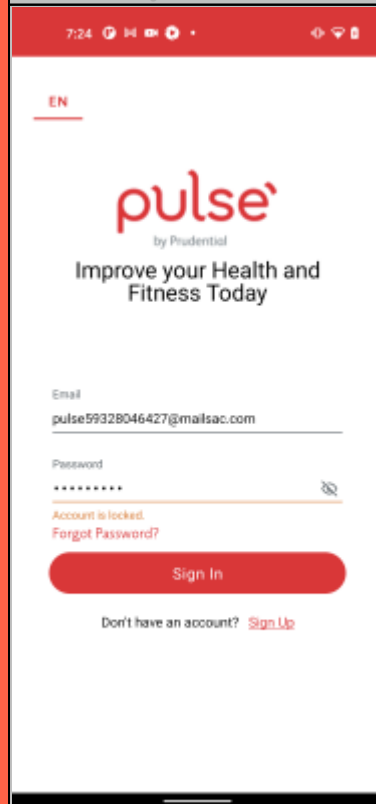 7:24
EN
pulse
by Prudential
Improve your Health and
Fitness Today
Email
pulse59328046427@mailsac.com
Password
•••••••••
Account is locked.
Forgot Password?
Sign In
Don't have an account? Sign Up